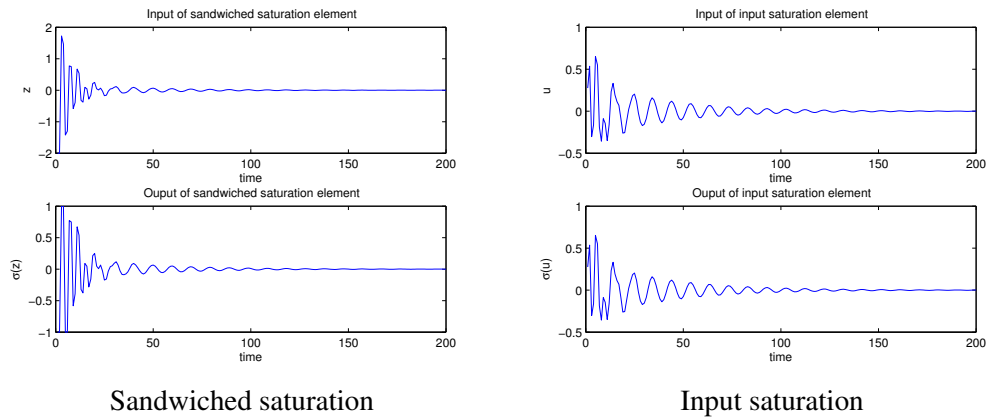 Input of sandwiched saturation element
2
1
0
−1
−2
z
0
50
100
150
200
time
Ouput of sandwiched saturation element
1
0.5
0
−0.5
−1
σ(z)
0
50
100
150
200
time
Sandwiched saturation
Input of input saturation element
1
0.5
0
−0.5
u
0
50
100
150
200
time
Ouput of input saturation element
1
0.5
0
−0.5
σ(u)
0
50
100
150
200
time
Input saturation